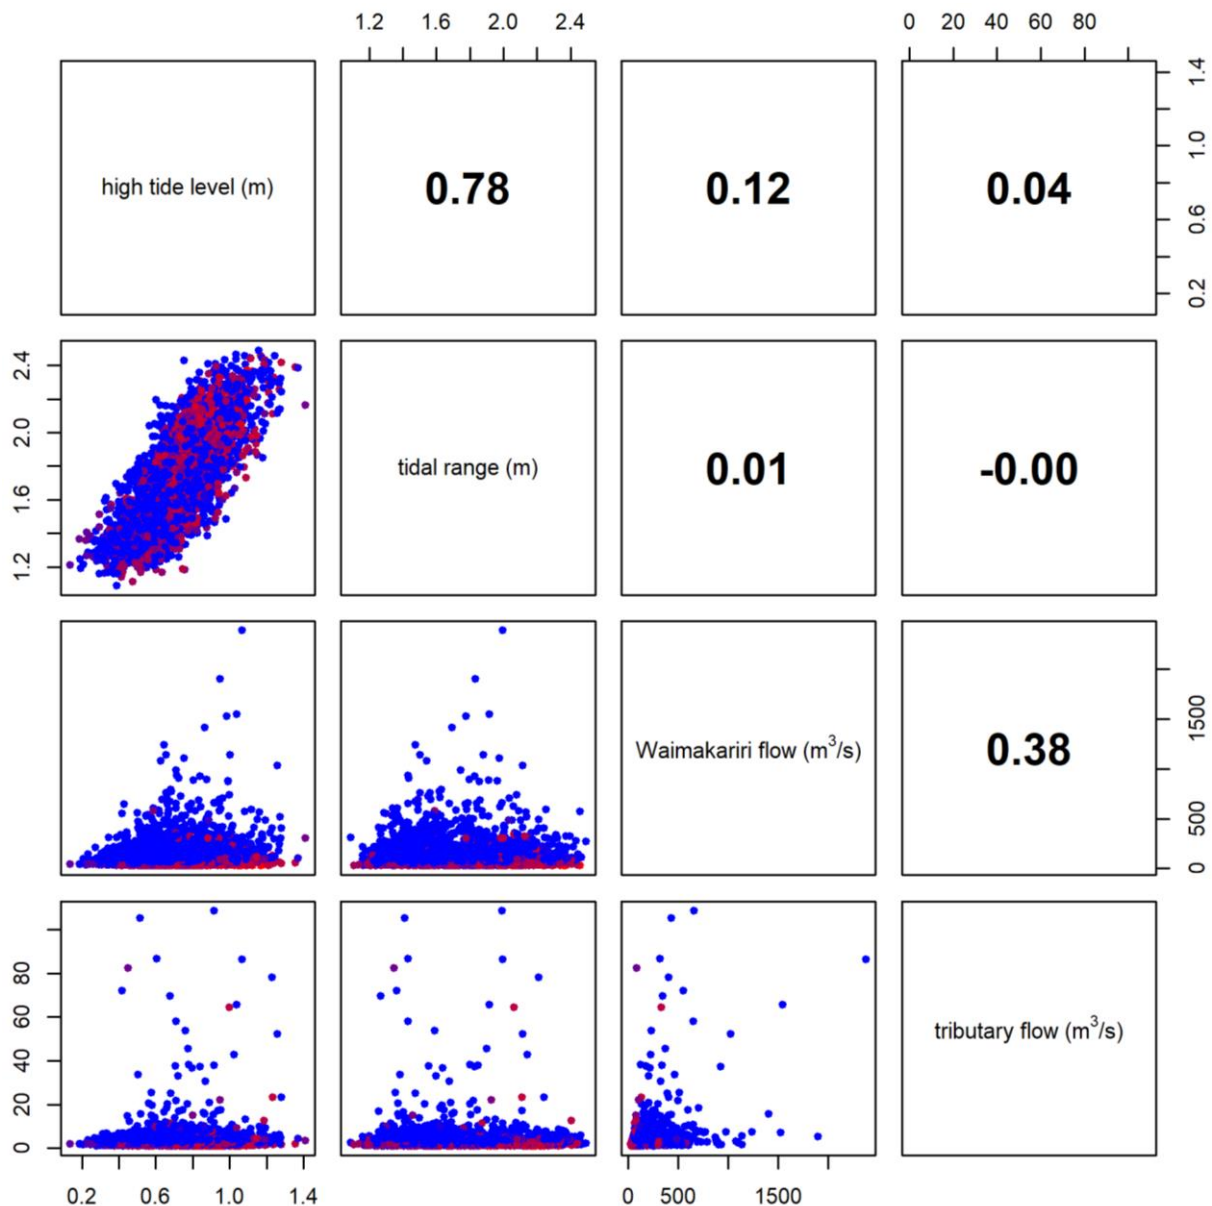 1.2 1.6 2.0 2.4
0 20 40 60 80
high tide level (m)
0.78
0.12
0.04
0.2 0.6 1.0 1.4
1.2 1.6 2.0 2.4
tidal range (m)
0.01
-0.00
Waimakariri flow (m³/s)
0.38
0 500 1500
0 20 40 60 80
tributary flow (m³/s)
0.2 0.6 1.0 1.4
0 500 1500